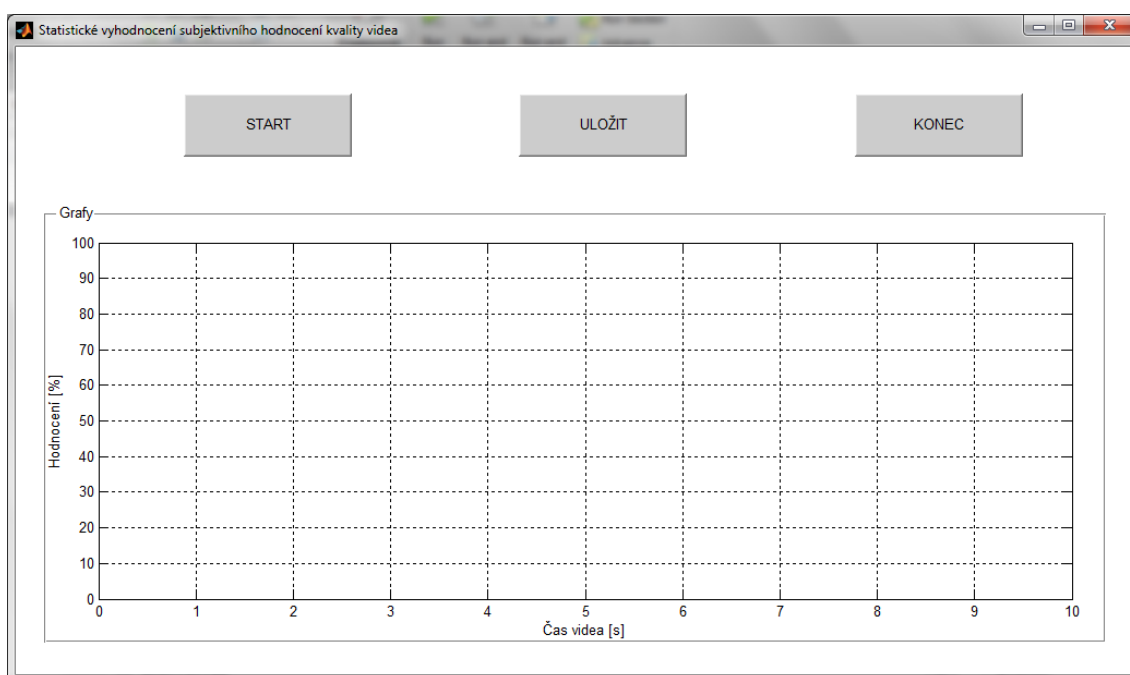 Statistické vyhodnocení subjektivního hodnocení kvality videa
START
ULOŽIT
KONEC
Grafy
100
90
80
70
60
50
40
30
20
10
0
Hodnocení [%]
0 1 2 3 4 5 6 7 8 9 10
Čas videa [s]